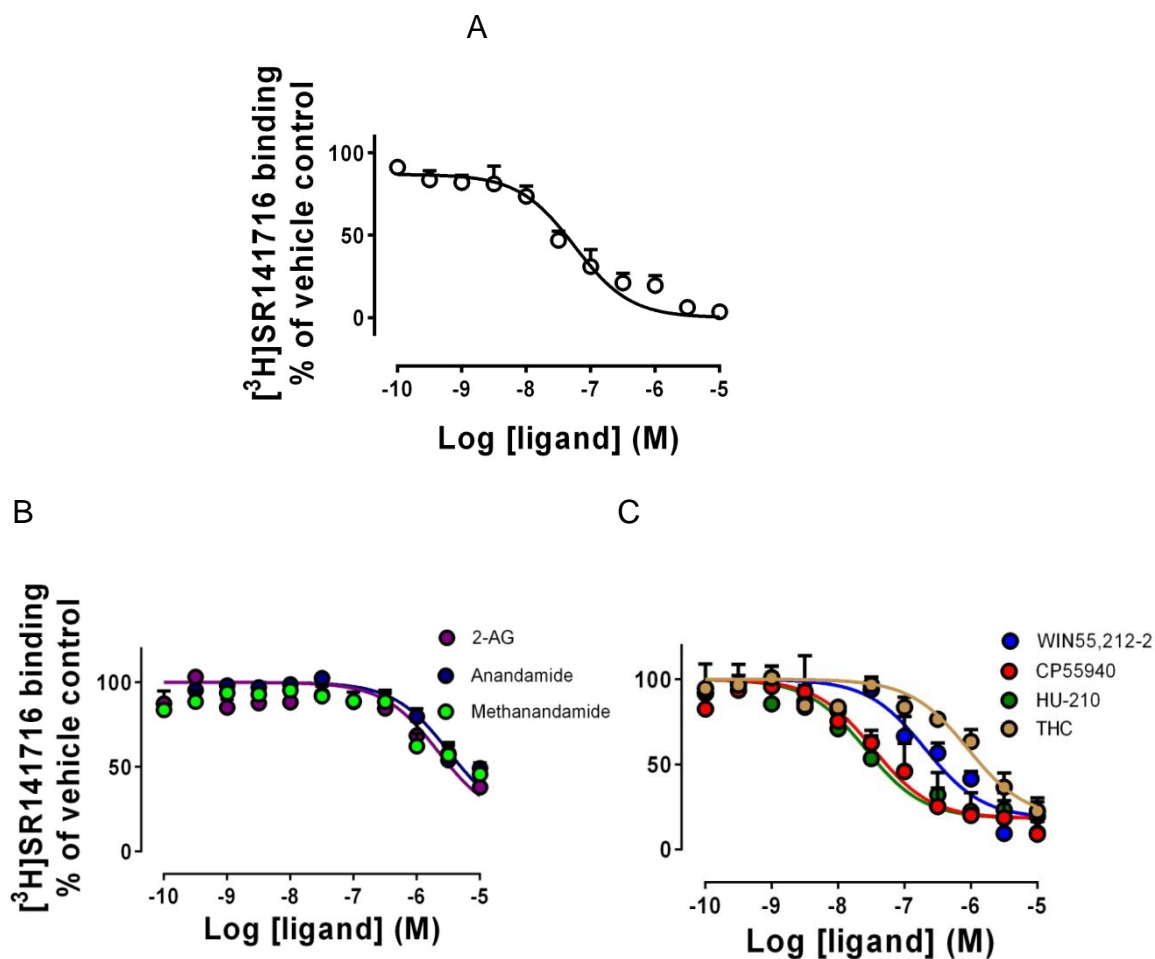 A
[³H]SR141716 binding
% of vehicle control
100
50
0
-10 -9 -8 -7 -6 -5
Log [ligand] (M)
B
[³H]SR141716 binding
% of vehicle control
100
50
0
2-AG
Anandamide
Methanandamide
-10 -9 -8 -7 -6 -5
Log [ligand] (M)
C
100
50
0
WIN55,212-2
CP55940
HU-210
THC
-10 -9 -8 -7 -6 -5
Log [ligand] (M)